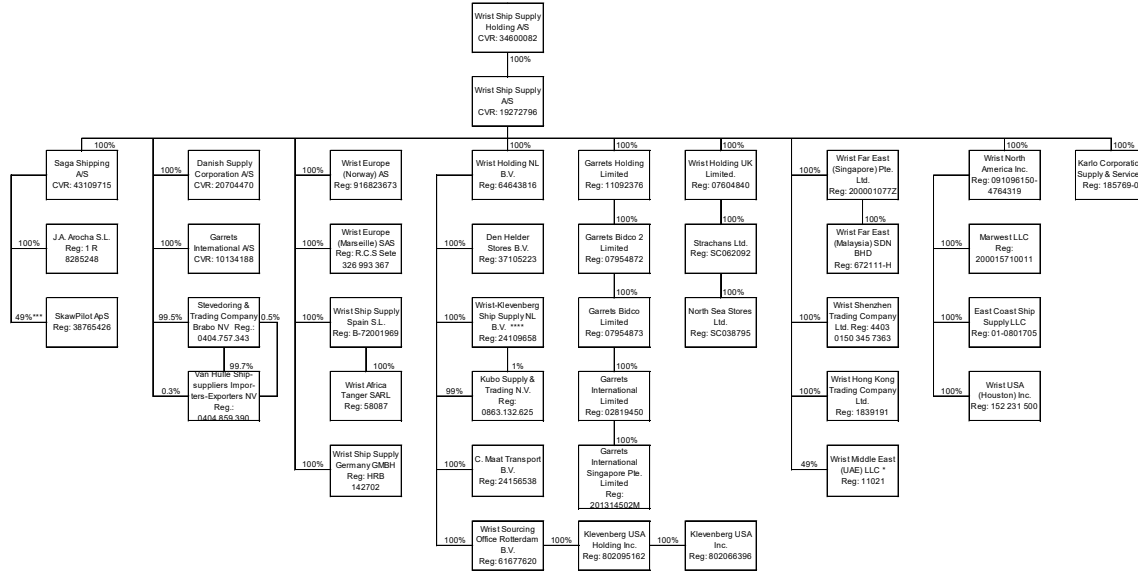 Wrist Ship Supply
Holding A/S
CVR: 34600082
100%
Wrist Ship Supply
A/S
CVR: 19272796
100%
Saga Shipping
A/S
CVR: 43109715
100%
J.A. Arocha S.L.
Reg: 1 R
8285248
49%***
SkawPilot ApS
Reg: 38765426
100%
Danish Supply
Corporation A/S
CVR: 20704470
100%
Garrets
International A/S
CVR: 10134188
99.5%
Stevedoring &
Trading Company
Brabo NV Reg.:
0404.757.343
0.5%
99.7%
0.3%
Van Hulle Ship-
suppliers Impor-
ters-Exporters NV
Reg.:
0404.859.390
100%
Wrist Europe
(Norway) AS
Reg: 916823673
100%
Wrist Europe
(Marseille) SAS
Reg: R.C.S Sete
326 993 367
100%
Wrist Ship Supply
Spain S.L.
Reg: B-72001969
100%
Wrist Africa
Tanger SARL
Reg: 58087
100%
Wrist Ship Supply
Germany GMBH
Reg: HRB
142702
100%
Wrist Holding NL
B.V.
Reg: 64643816
100%
Den Helder
Stores B.V.
Reg: 37105223
100%
Wrist-Klevenberg
Ship Supply NL
B.V. ****
Reg: 24109658
1%
99%
Kubo Supply &
Trading N.V.
Reg:
0863.132.625
100%
C. Maat Transport
B.V.
Reg: 24156538
100%
Wrist Sourcing
Office Rotterdam
B.V.
Reg: 61677620
100%
Klevenberg USA
Holding Inc.
Reg: 802095162
100%
Klevenberg USA
Inc.
Reg: 802066396
100%
Garrets Holding
Limited
Reg: 11092376
100%
Garrets Bidco 2
Limited
Reg: 07954872
100%
Garrets Bidco
Limited
Reg: 07954873
100%
Garrets
International
Limited
Reg: 02819450
100%
Garrets
International
Singapore Pte.
Limited
Reg:
201314502M
100%
Wrist Holding UK
Limited.
Reg: 07604840
100%
Strachans Ltd.
Reg: SC062092
100%
North Sea Stores
Ltd.
Reg: SC038795
100%
Wrist Far East
(Singapore) Pte.
Ltd.
Reg: 200001077Z
100%
Wrist Far East
(Malaysia) SDN
BHD
Reg: 672111-H
100%
Wrist Shenzhen
Trading Company
Ltd. Reg: 4403
0150 345 7363
100%
Wrist Hong Kong
Trading Company
Ltd.
Reg: 1839191
49%
Wrist Middle East
(UAE) LLC *
Reg: 11021
100%
Wrist North
America Inc.
Reg: 091096150-
4764319
100%
Marwest LLC
Reg:
200015710011
100%
East Coast Ship
Supply LLC
Reg: 01-0801705
100%
Wrist USA
(Houston) Inc.
Reg: 152 231 500
100%
Karlo Corporation
Supply & Services
Reg: 185769-0